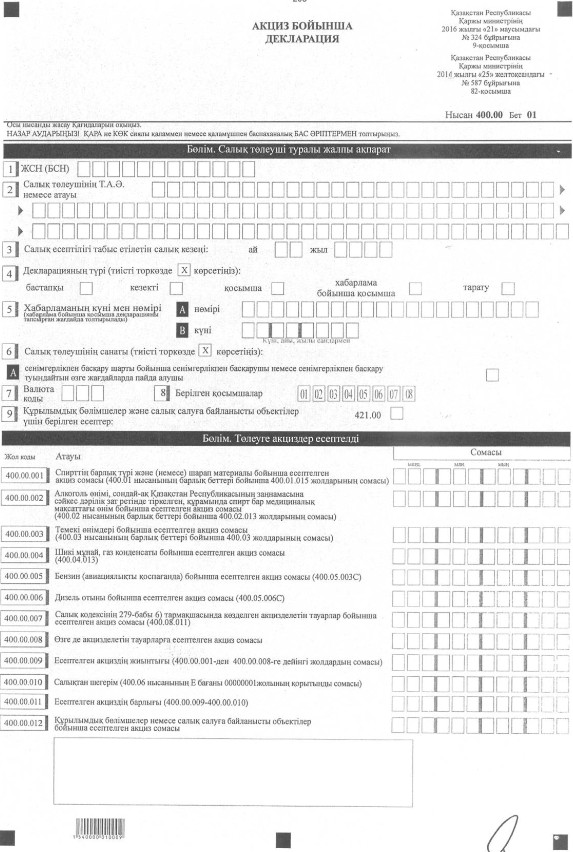 АКЦИЗ БОЙЫНША
ДЕКЛАРАЦИЯ
Қазақстан Республикасы
Қаржы министрінің
2016 жылғы «21» маусымдағы
№ 324 бұйрығына
9-қосымша
Қазақстан Республикасы
Қаржы министрінің
2016 жылғы «25» желтоқсандағы
№ 587 бұйрығына
82-қосымша
Нысан 400.00 Бет 01
Осы нысанды жасау Қағидаларын оқыңыз.
НАЗАР АУДАРЫҢЫЗ! ҚАРА не КӨК сиялы қаламмен немесе қаламұшпен баспаханалық БАС ӘРІПТЕРМЕН толтырыңыз.
Бөлім. Салық төлеуші туралы жалпы ақпарат
1 ЖСН (БСН)
2 Салық төлеушінің Т.А.Ә.
немесе атауы
3 Салық есептілігі табыс етілетін салық кезеңі: ай жыл
4 Декларацияның түрі (тиісті торкөзде X көрсетіңіз):
бастапқы кезекті қосымша хабарлама бойынша қосымша тарату
5 Хабарламаның күні мен нөмірі A нөмірі
(хабарлама бойынша қосымша декларацияны
тапсырған жағдайда толтырылады)
B күні
Күні, айы, жылы сандармен
6 Салық төлеушінің санаты (тиісті торкөзде X көрсетіңіз):
A сенімгерлікпен басқару шарты бойынша сенімгерлікпен басқарушы немесе сенімгерлікпен басқару
туындайтын өзге жағдайларда пайда алушы
7 Валюта
коды
8 Берілген қосымшалар 01 02 03 04 05 06 07 08
9 Құрылымдық бөлімшелер және салық салуға байланысты объектілер
үшін берілген есептер: 421.00
Бөлім. Төлеуге акциздер есептелді
Жол коды Атауы Сомасы
400.00.001 Спирттің барлық түрі және (немесе) шарап материалы бойынша есептелген
акциз сомасы (400.01 нысанының барлық беттері бойынша 400.01.015 жолдарының сомасы)
400.00.002 Алкоголь өнімі, сондай-ақ Қазақстан Республикасының заңнамасына
сәйкес дәрілік зат ретінде тіркелген, құрамында спирт бар медициналық
мақсаттағы өнім бойынша есептелген акциз сомасы
(400.02 нысанының барлық беттері бойынша 400.02.013 жолдарының сомасы)
400.00.003 Темекі өнімдері бойынша есептелген акциз сомасы
(400.03 нысанының барлық беттері бойынша 400.03 жолдарының сомасы)
400.00.004 Шикі мұнай, газ конденсаты бойынша есептелген акциз сомасы
(400.04.013)
400.00.005 Бензин (авиациялықты қоспағанда) бойынша есептелген акциз сомасы (400.05.003C)
400.00.006 Дизель отыны бойынша есептелген акциз сомасы (400.05.006C)
400.00.007 Салық кодексінің 279-бабы 6) тармақшасында көзделген акцизделетін тауарлар бойынша
есептелген акциз сомасы (400.08.011)
400.00.008 Өзге де акцизделетін тауарларға есептелген акциз сомасы
400.00.009 Есептелген акциздің жиынтығы (400.00.001-ден 400.00.008-ге дейінгі жолдардың сомасы)
400.00.010 Салықтан шегерім (400.06 нысанының Е бағаны 00000001жолының қорытынды сомасы)
400.00.011 Есептелген акциздің барлығы (400.00.009-400.00.010)
400.00.012 Құрылымдық бөлімшелер немесе салық салуға байланысты объектілер
бойынша есептелген акциз сомасы